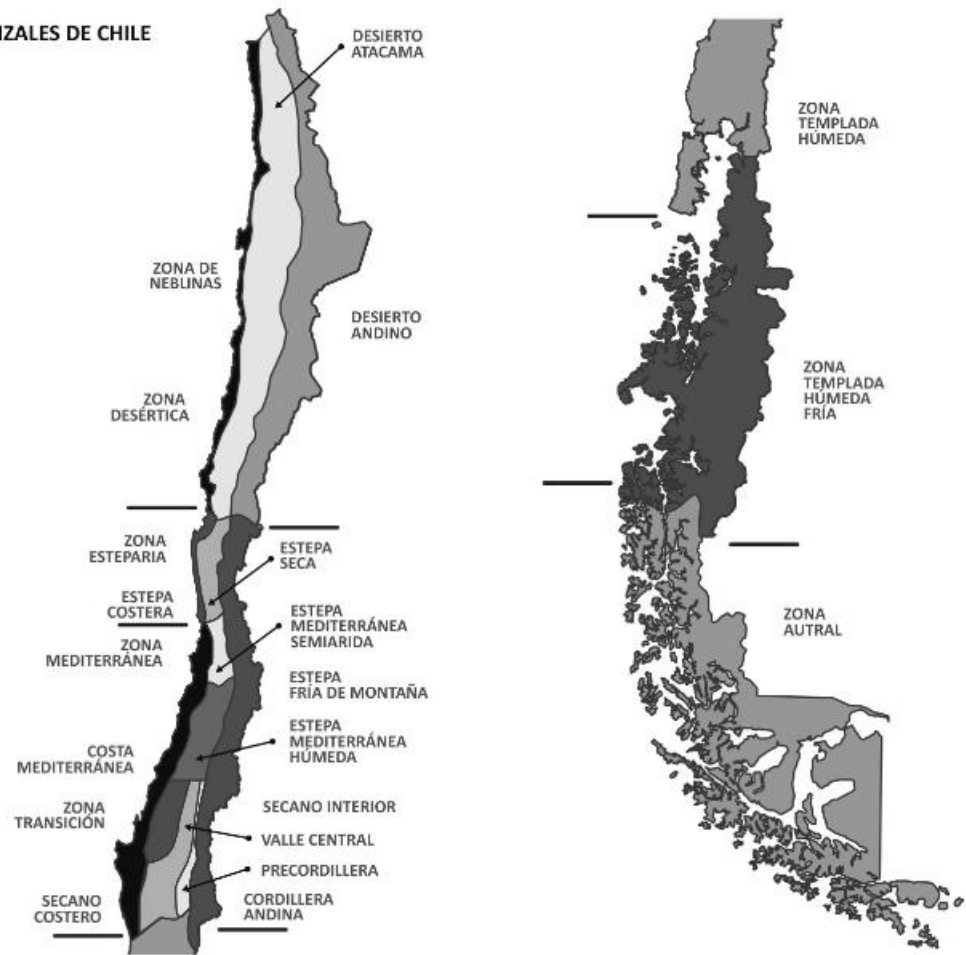 IZALES DE CHILE
DESIERTO
ATACAMA
ZONA DE
NEBLINAS
DESIERTO
ANDINO
ZONA
DESÉRTICA
ZONA
ESTEPARIA
ESTEPA
SECA
ESTEPA
COSTERA
ESTEPA
MEDITERRÁNEA
SEMIARIDA
ZONA
MEDITERRÁNEA
ESTEPA
FRÍA DE MONTAÑA
ESTEPA
MEDITERRÁNEA
HÚMEDA
COSTA
MEDITERRÁNEA
ZONA
TRANSICIÓN
SECANO INTERIOR
VALLE CENTRAL
PRECORDILLERA
SECANO
COSTERO
CORDILLERA
ANDINA
ZONA
TEMPLADA
HÚMEDA
ZONA
TEMPLADA
HÚMEDA
FRÍA
ZONA
AUTRAL